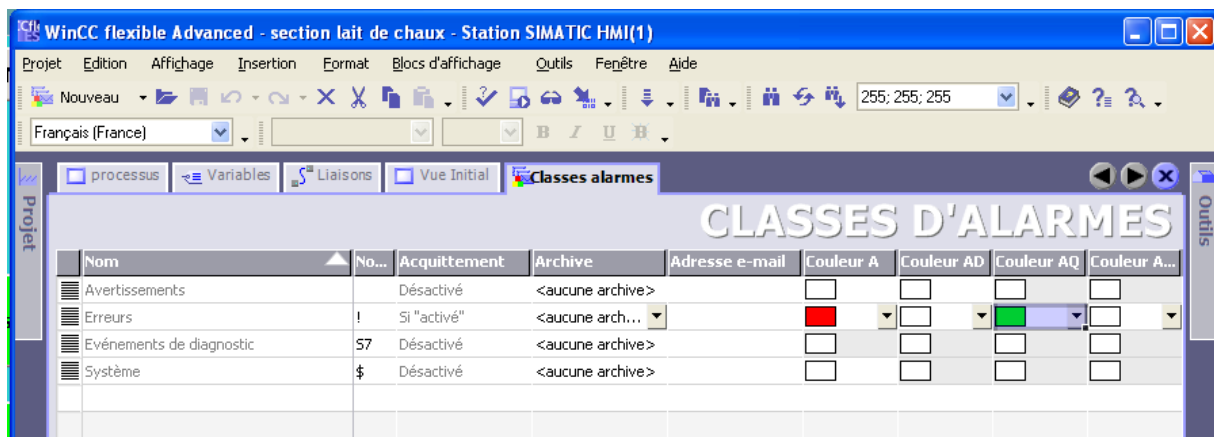 WinCC flexible Advanced - section lait de chaux - Station SIMATIC HMI(1)
Projet Edition Affichage Insertion Format Blocs d'affichage Outils Fenêtre Aide
Nouveau 255; 255; 255
Français (France) B I U
processus Variables Liaisons Vue Initial Classes alarmes
Projet
Outils
CLASSES D'ALARMES
Nom No... Acquittement Archive Adresse e-mail Couleur A Couleur AD Couleur AQ Couleur A...
Avertissements Désactivé <aucune archive>
Erreurs ! Si "activé" <aucune arch...
Evénements de diagnostic S7 Désactivé <aucune archive>
Système $ Désactivé <aucune archive>